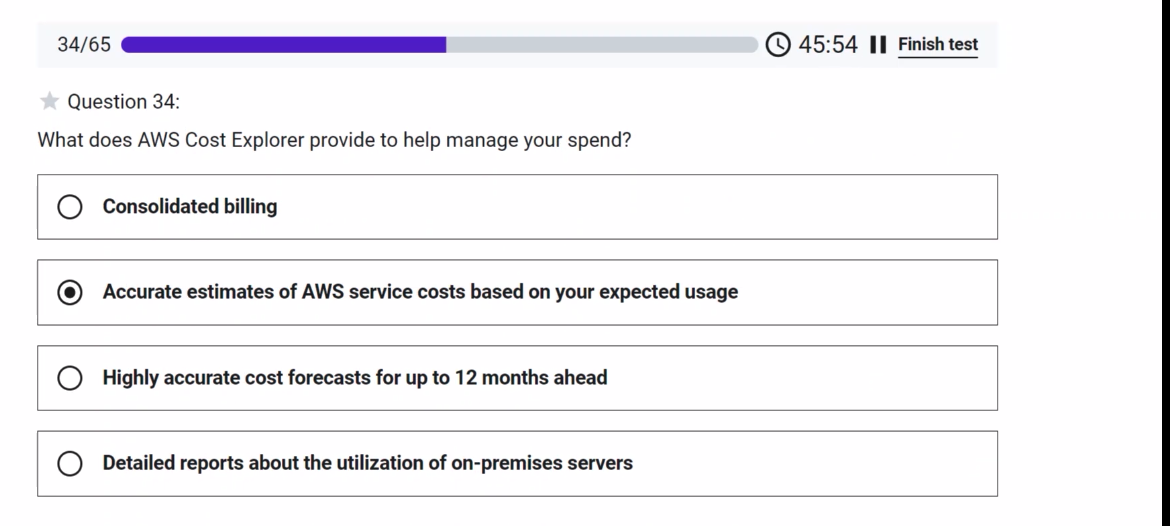 34/65 45:54 Finish test
Question 34:
What does AWS Cost Explorer provide to help manage your spend?
Consolidated billing
Accurate estimates of AWS service costs based on your expected usage
Highly accurate cost forecasts for up to 12 months ahead
Detailed reports about the utilization of on-premises servers